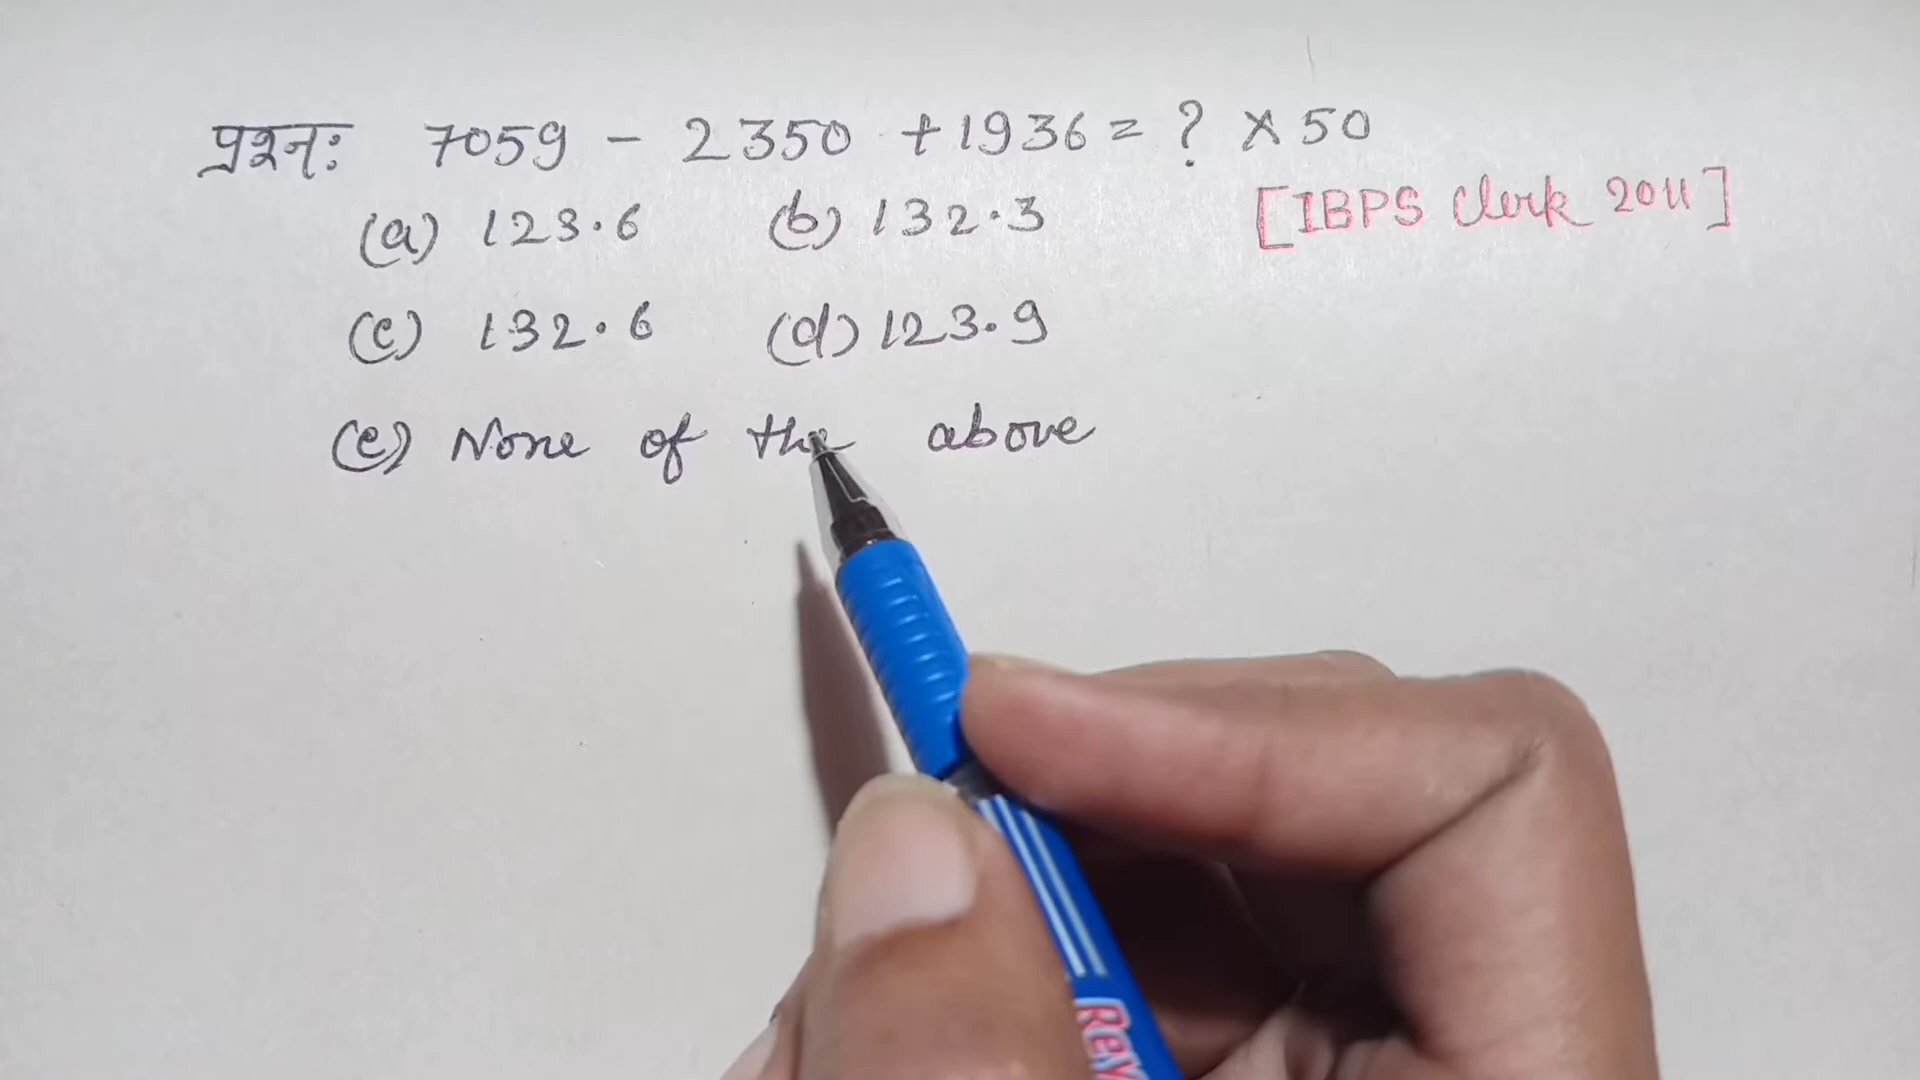 प्रश्नः 7059 - 2350 + 1936 = ? × 50
(a) 123.6 (b) 132.3 [IBPS Clerk 2011]
(c) 132.6 (d) 123.9
(e) None of the above